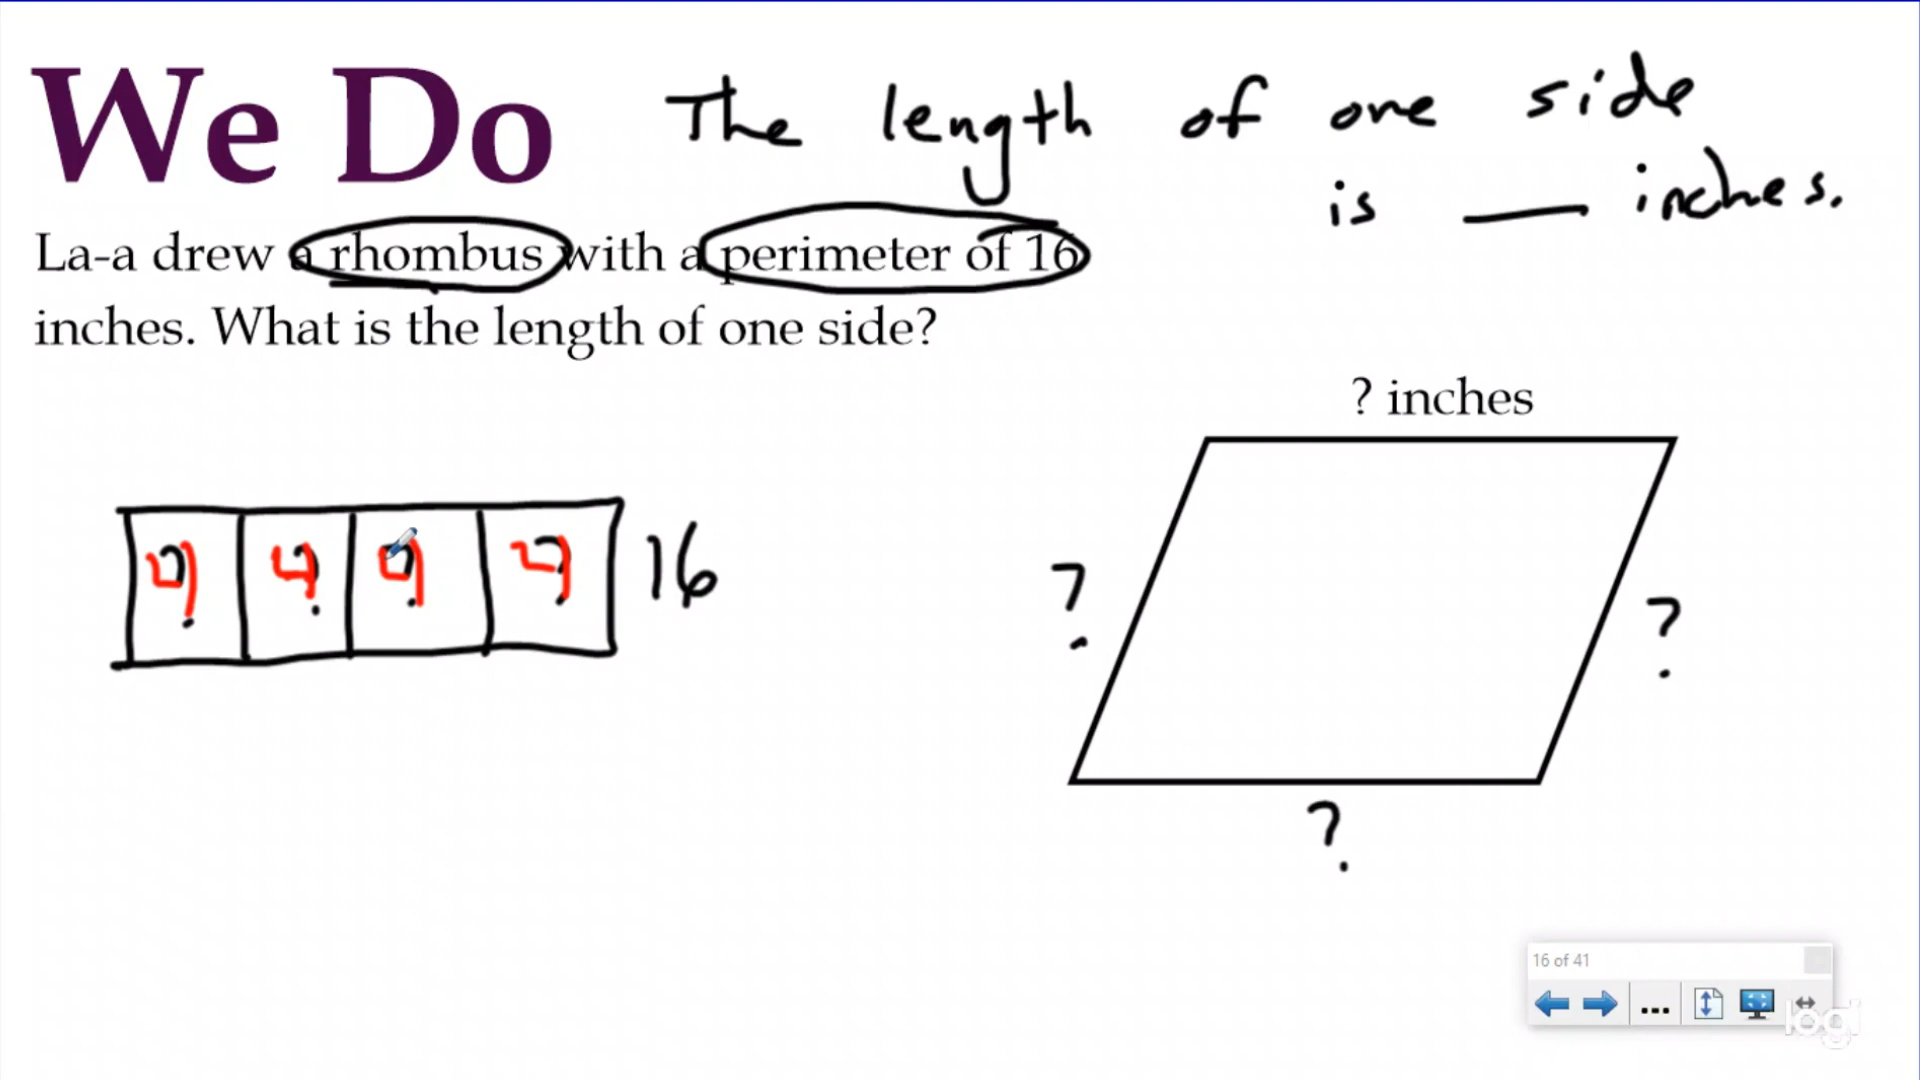 We Do
The length of one side
is ___ inches.
La-a drew a rhombus with a perimeter of 16
inches. What is the length of one side?
? inches
4 4 4 4 16
? ?
?
16 of 41
logi